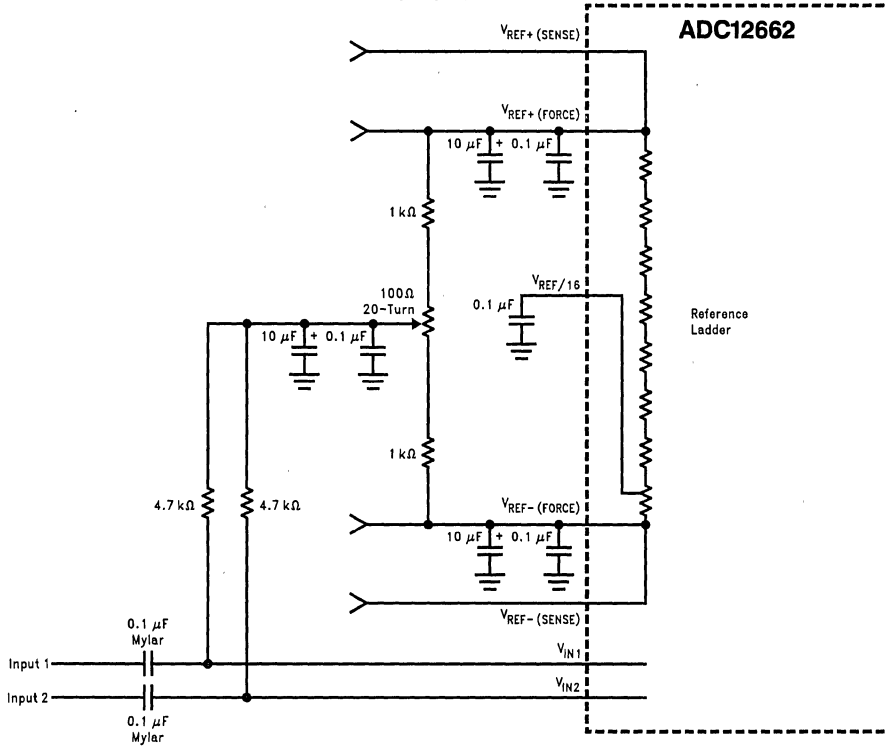 ADC12662
VREF+ (SENSE)
VREF+ (FORCE)
10 μF + 0.1 μF
1 kΩ
100Ω
20-Turn
VREF/16
0.1 μF
Reference
Ladder
10 μF + 0.1 μF
1 kΩ
4.7 kΩ
4.7 kΩ
VREF− (FORCE)
10 μF + 0.1 μF
VREF− (SENSE)
0.1 μF
Mylar
Input 1
VIN1
Input 2
VIN2
0.1 μF
Mylar